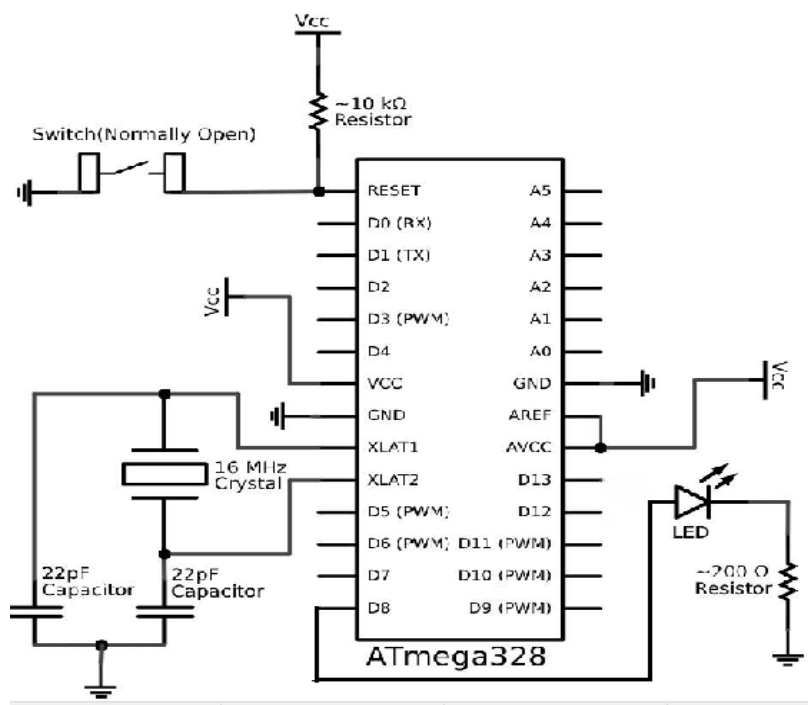 Vcc
~10 kΩ
Resistor
Switch(Normally Open)
RESET
D0 (RX)
D1 (TX)
D2
D3 (PWM)
D4
VCC
GND
XLAT1
XLAT2
D5 (PWM)
D6 (PWM)
D7
D8
A5
A4
A3
A2
A1
A0
GND
AREF
AVCC
D13
D12
D11 (PWM)
D10 (PWM)
D9 (PWM)
ATmega328
Vcc
Vcc
16 MHz
Crystal
22pF
Capacitor
22pF
Capacitor
LED
~200 Ω
Resistor